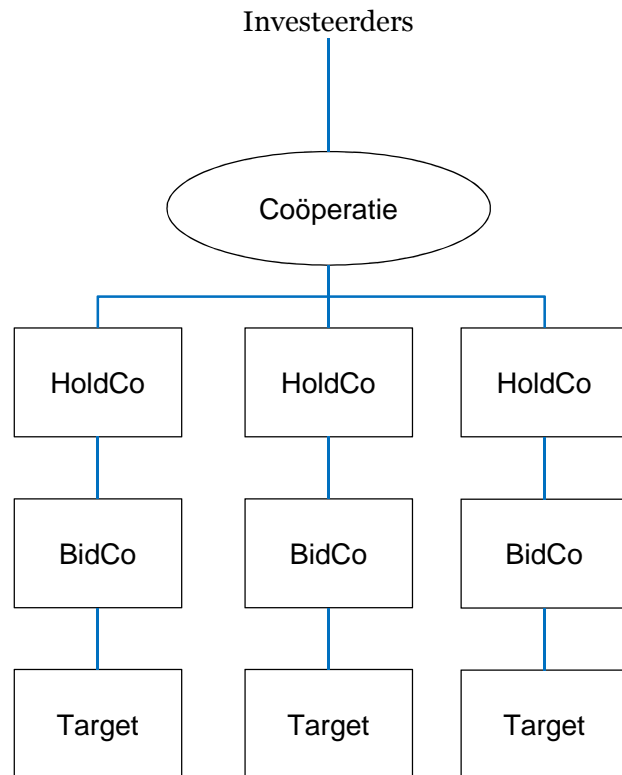 Investeerders
Coöperatie
HoldCo HoldCo HoldCo
BidCo BidCo BidCo
Target Target Target